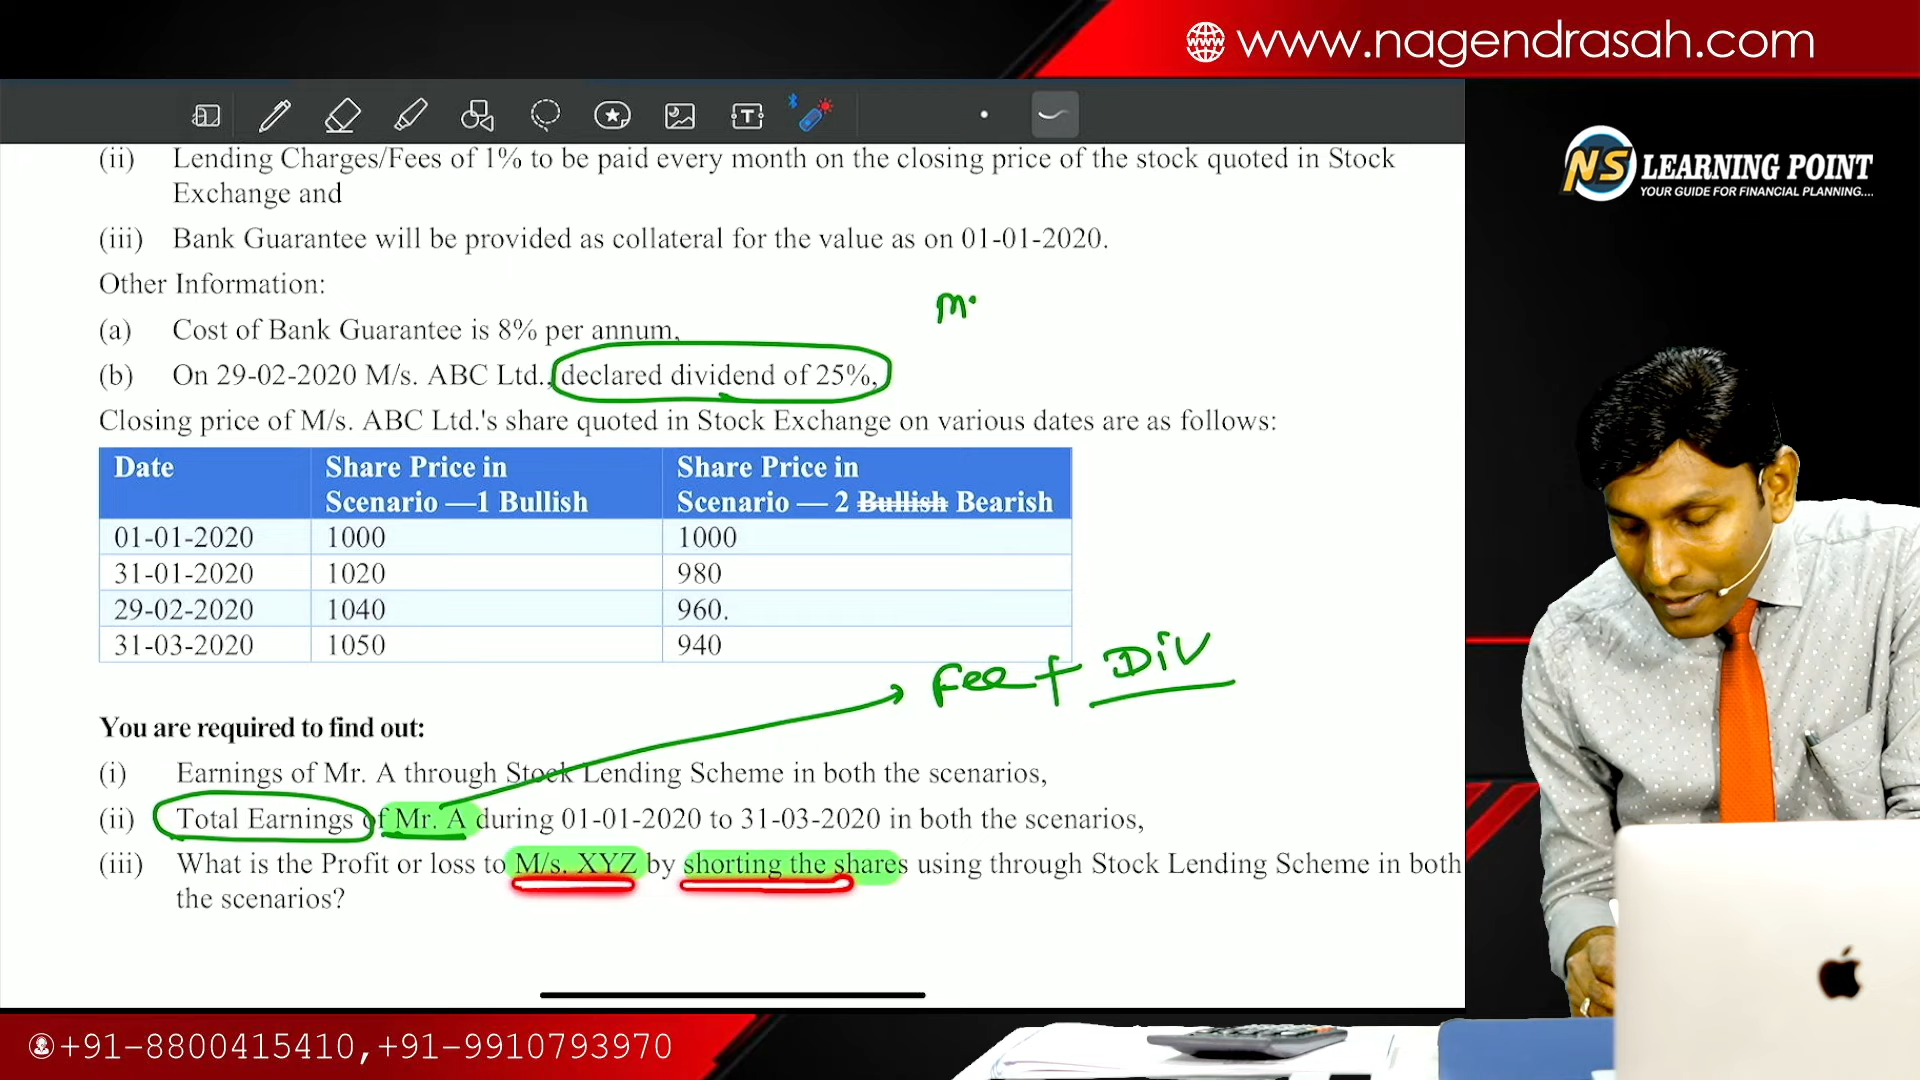 www.nagendrasah.com
NS LEARNING POINT
YOUR GUIDE FOR FINANCIAL PLANNING....
(ii) Lending Charges/Fees of 1% to be paid every month on the closing price of the stock quoted in Stock
Exchange and
(iii) Bank Guarantee will be provided as collateral for the value as on 01-01-2020.
Other Information:
M.
(a) Cost of Bank Guarantee is 8% per annum,
(b) On 29-02-2020 M/s. ABC Ltd., declared dividend of 25%,
Closing price of M/s. ABC Ltd.'s share quoted in Stock Exchange on various dates are as follows:
Date Share Price in Scenario —1 Bullish Share Price in Scenario — 2 Bullish Bearish
01-01-2020 1000 1000
31-01-2020 1020 980
29-02-2020 1040 960.
31-03-2020 1050 940
Fee + Div
You are required to find out:
(i) Earnings of Mr. A through Stock Lending Scheme in both the scenarios,
(ii) Total Earnings of Mr. A during 01-01-2020 to 31-03-2020 in both the scenarios,
(iii) What is the Profit or loss to M/s. XYZ by shorting the shares using through Stock Lending Scheme in both
the scenarios?
+91-8800415410,+91-9910793970